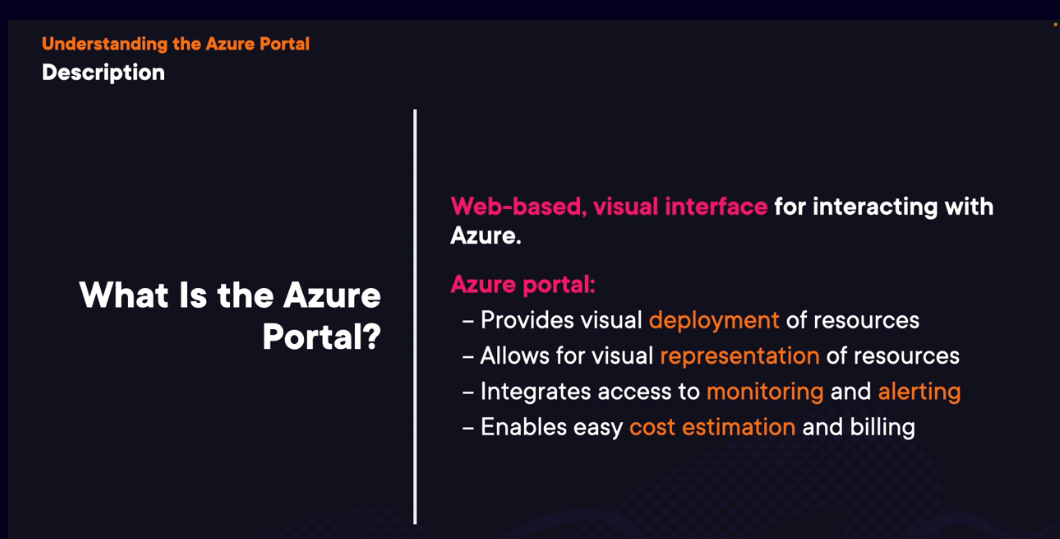 Understanding the Azure Portal
Description
What Is the Azure
Portal?
Web-based, visual interface for interacting with
Azure.
Azure portal:
– Provides visual deployment of resources
– Allows for visual representation of resources
– Integrates access to monitoring and alerting
– Enables easy cost estimation and billing